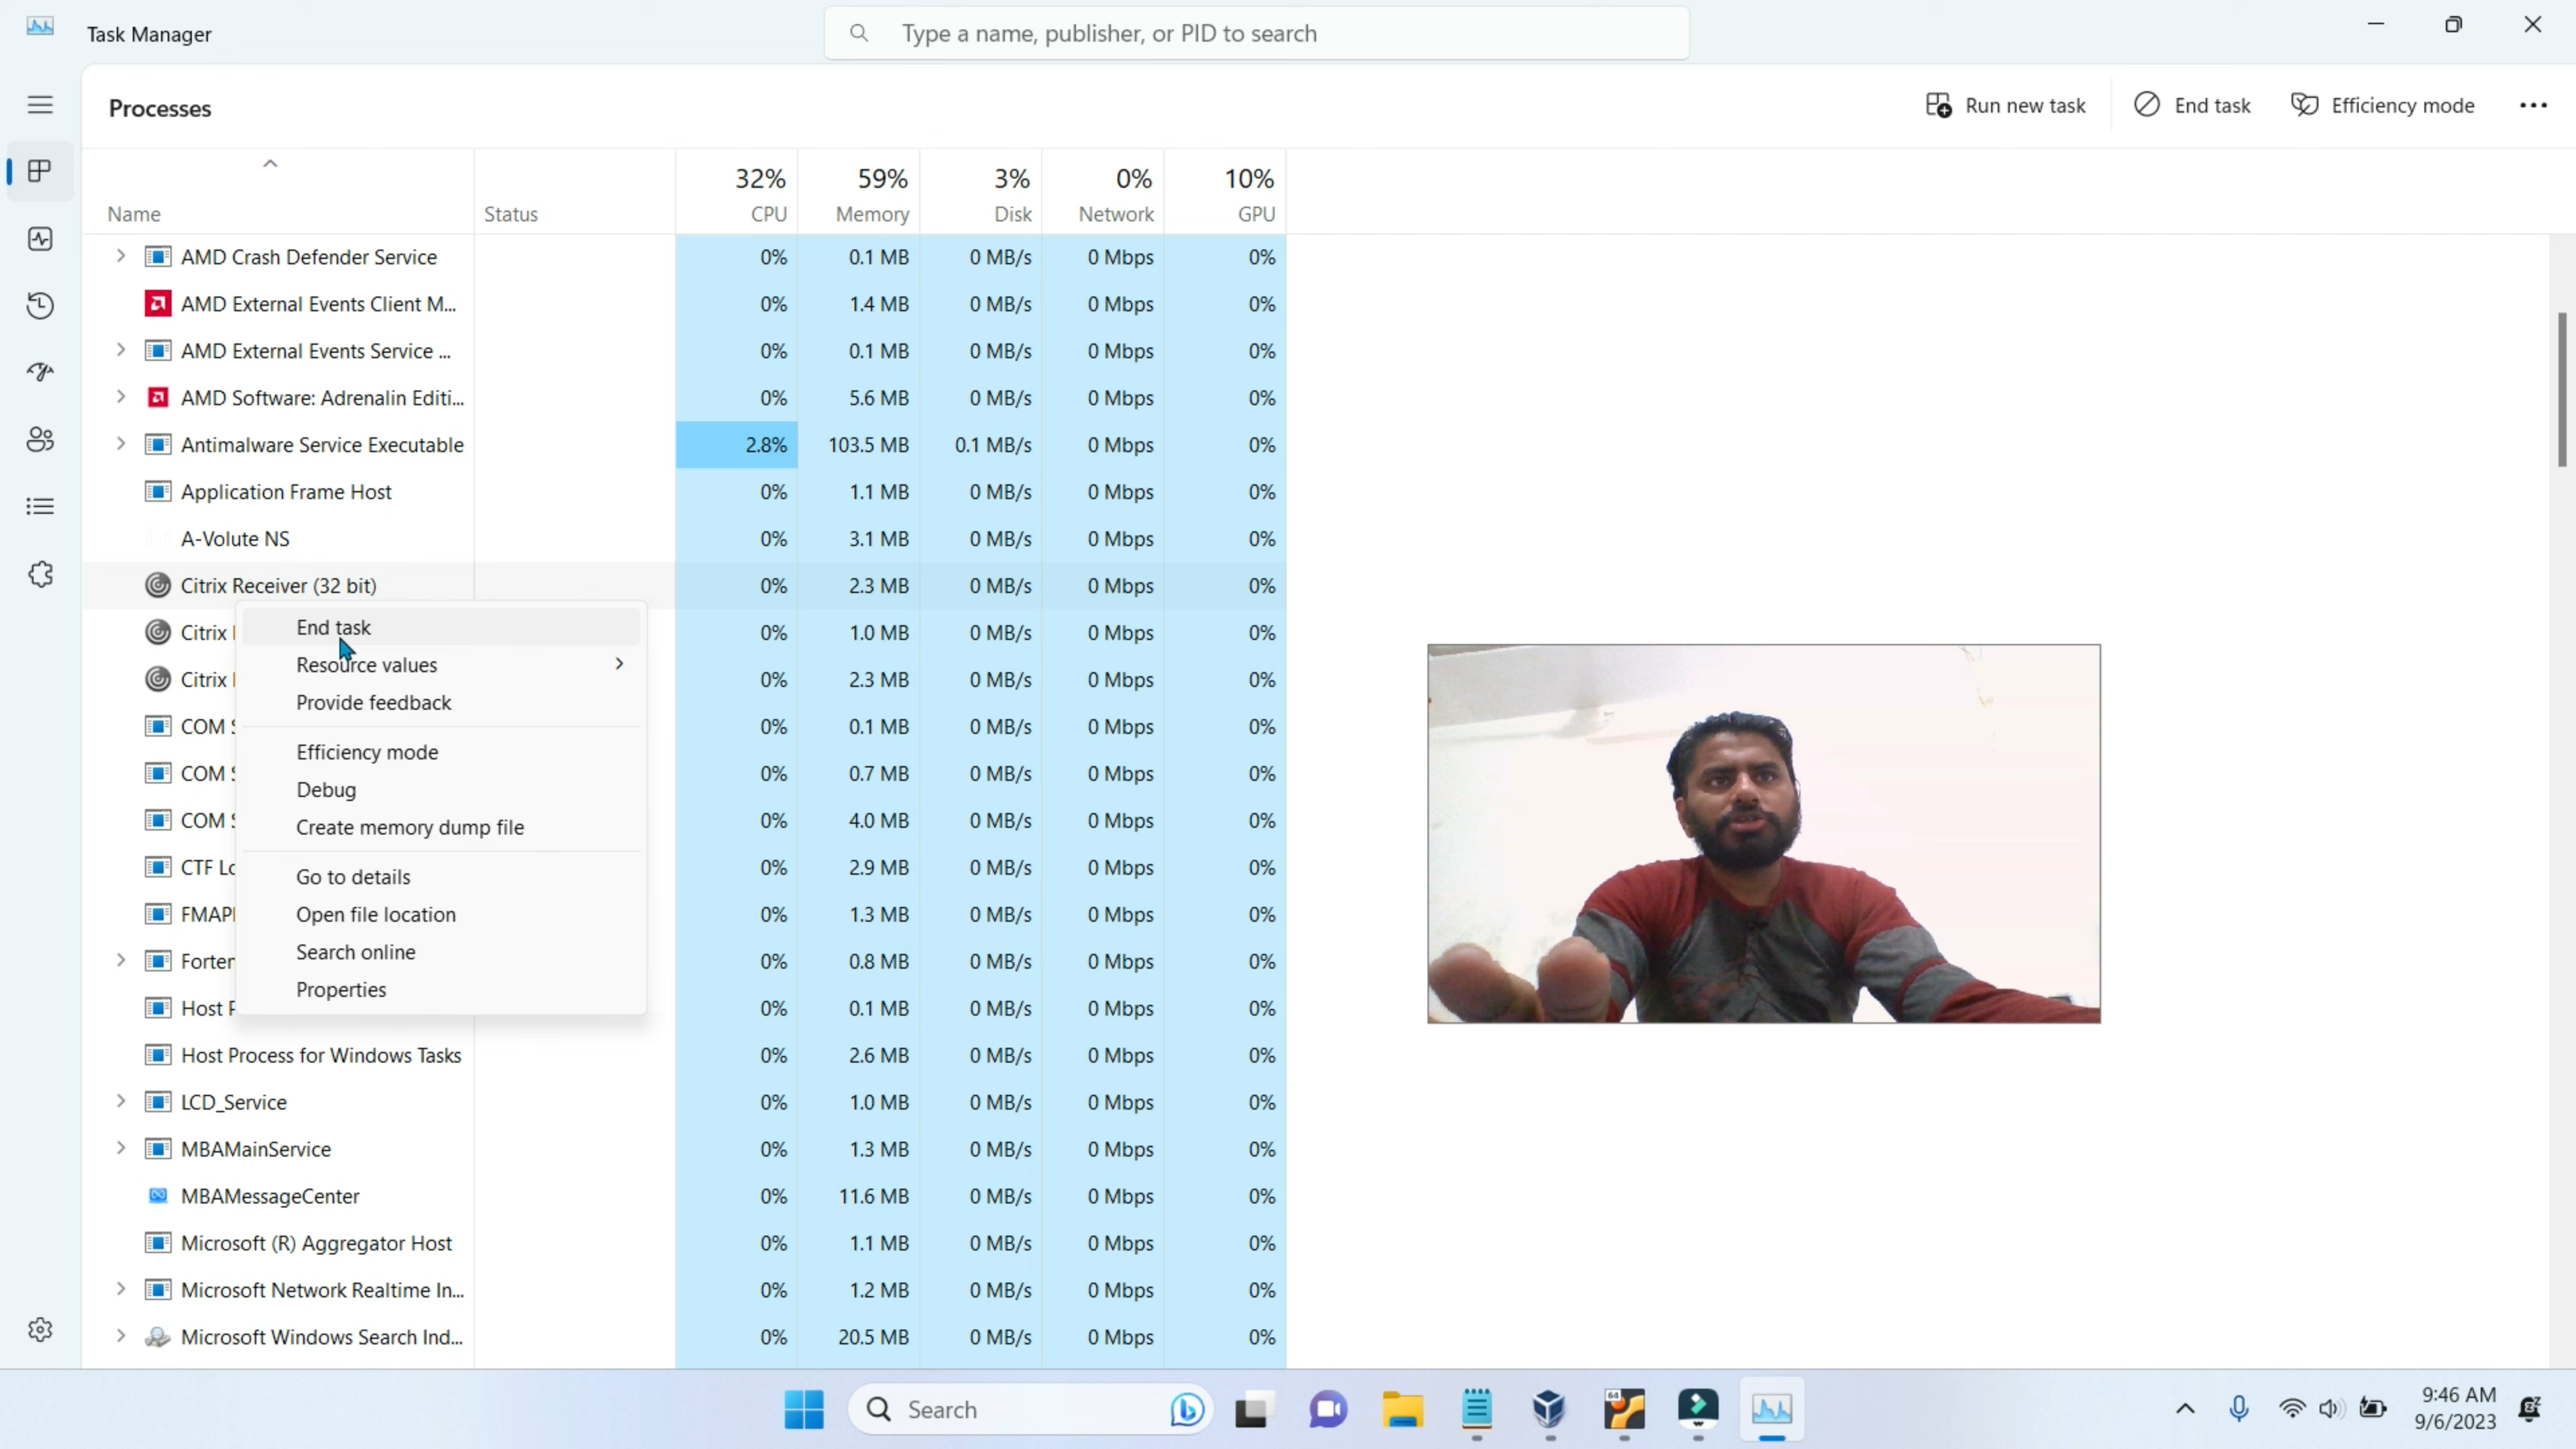 Task Manager
Type a name, publisher, or PID to search
Processes
Run new task
End task
Efficiency mode
32% 59% 3% 0% 10%
Name Status CPU Memory Disk Network GPU
AMD Crash Defender Service 0% 0.1 MB 0 MB/s 0 Mbps 0%
AMD External Events Client M... 0% 1.4 MB 0 MB/s 0 Mbps 0%
AMD External Events Service ... 0% 0.1 MB 0 MB/s 0 Mbps 0%
AMD Software: Adrenalin Editi... 0% 5.6 MB 0 MB/s 0 Mbps 0%
Antimalware Service Executable 2.8% 103.5 MB 0.1 MB/s 0 Mbps 0%
Application Frame Host 0% 1.1 MB 0 MB/s 0 Mbps 0%
A-Volute NS 0% 3.1 MB 0 MB/s 0 Mbps 0%
Citrix Receiver (32 bit) 0% 2.3 MB 0 MB/s 0 Mbps 0%
Citrix 0% 1.0 MB 0 MB/s 0 Mbps 0%
Citrix 0% 2.3 MB 0 MB/s 0 Mbps 0%
COM 0% 0.1 MB 0 MB/s 0 Mbps 0%
COM 0% 0.7 MB 0 MB/s 0 Mbps 0%
COM 0% 4.0 MB 0 MB/s 0 Mbps 0%
CTF 0% 2.9 MB 0 MB/s 0 Mbps 0%
FMAP 0% 1.3 MB 0 MB/s 0 Mbps 0%
Forte 0% 0.8 MB 0 MB/s 0 Mbps 0%
Host 0% 0.1 MB 0 MB/s 0 Mbps 0%
Host Process for Windows Tasks 0% 2.6 MB 0 MB/s 0 Mbps 0%
LCD_Service 0% 1.0 MB 0 MB/s 0 Mbps 0%
MBAMainService 0% 1.3 MB 0 MB/s 0 Mbps 0%
MBAMessageCenter 0% 11.6 MB 0 MB/s 0 Mbps 0%
Microsoft (R) Aggregator Host 0% 1.1 MB 0 MB/s 0 Mbps 0%
Microsoft Network Realtime In... 0% 1.2 MB 0 MB/s 0 Mbps 0%
Microsoft Windows Search Ind... 0% 20.5 MB 0 MB/s 0 Mbps 0%
End task
Resource values
Provide feedback
Efficiency mode
Debug
Create memory dump file
Go to details
Open file location
Search online
Properties
Search
64
9:46 AM
9/6/2023